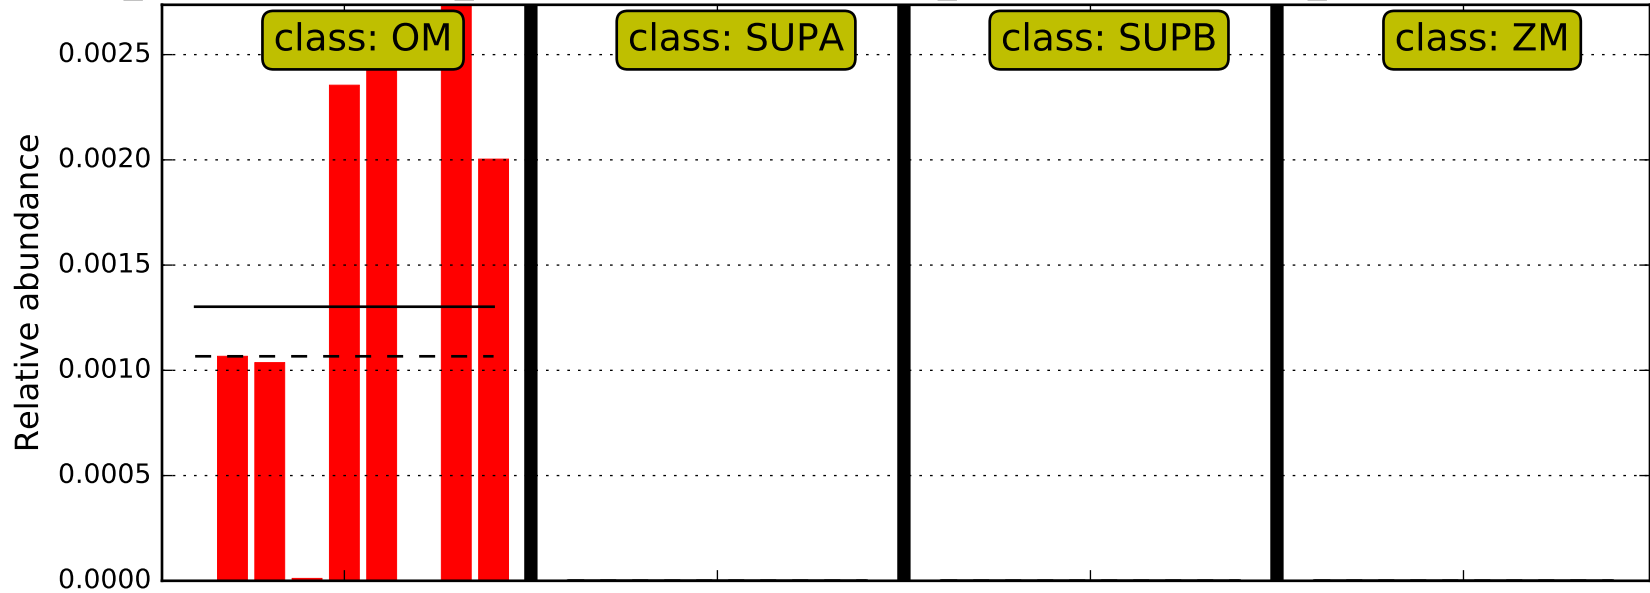 class: OM
class: SUPA
class: SUPB
class: ZM
Relative abundance
0.0025
0.0020
0.0015
0.0010
0.0005
0.0000